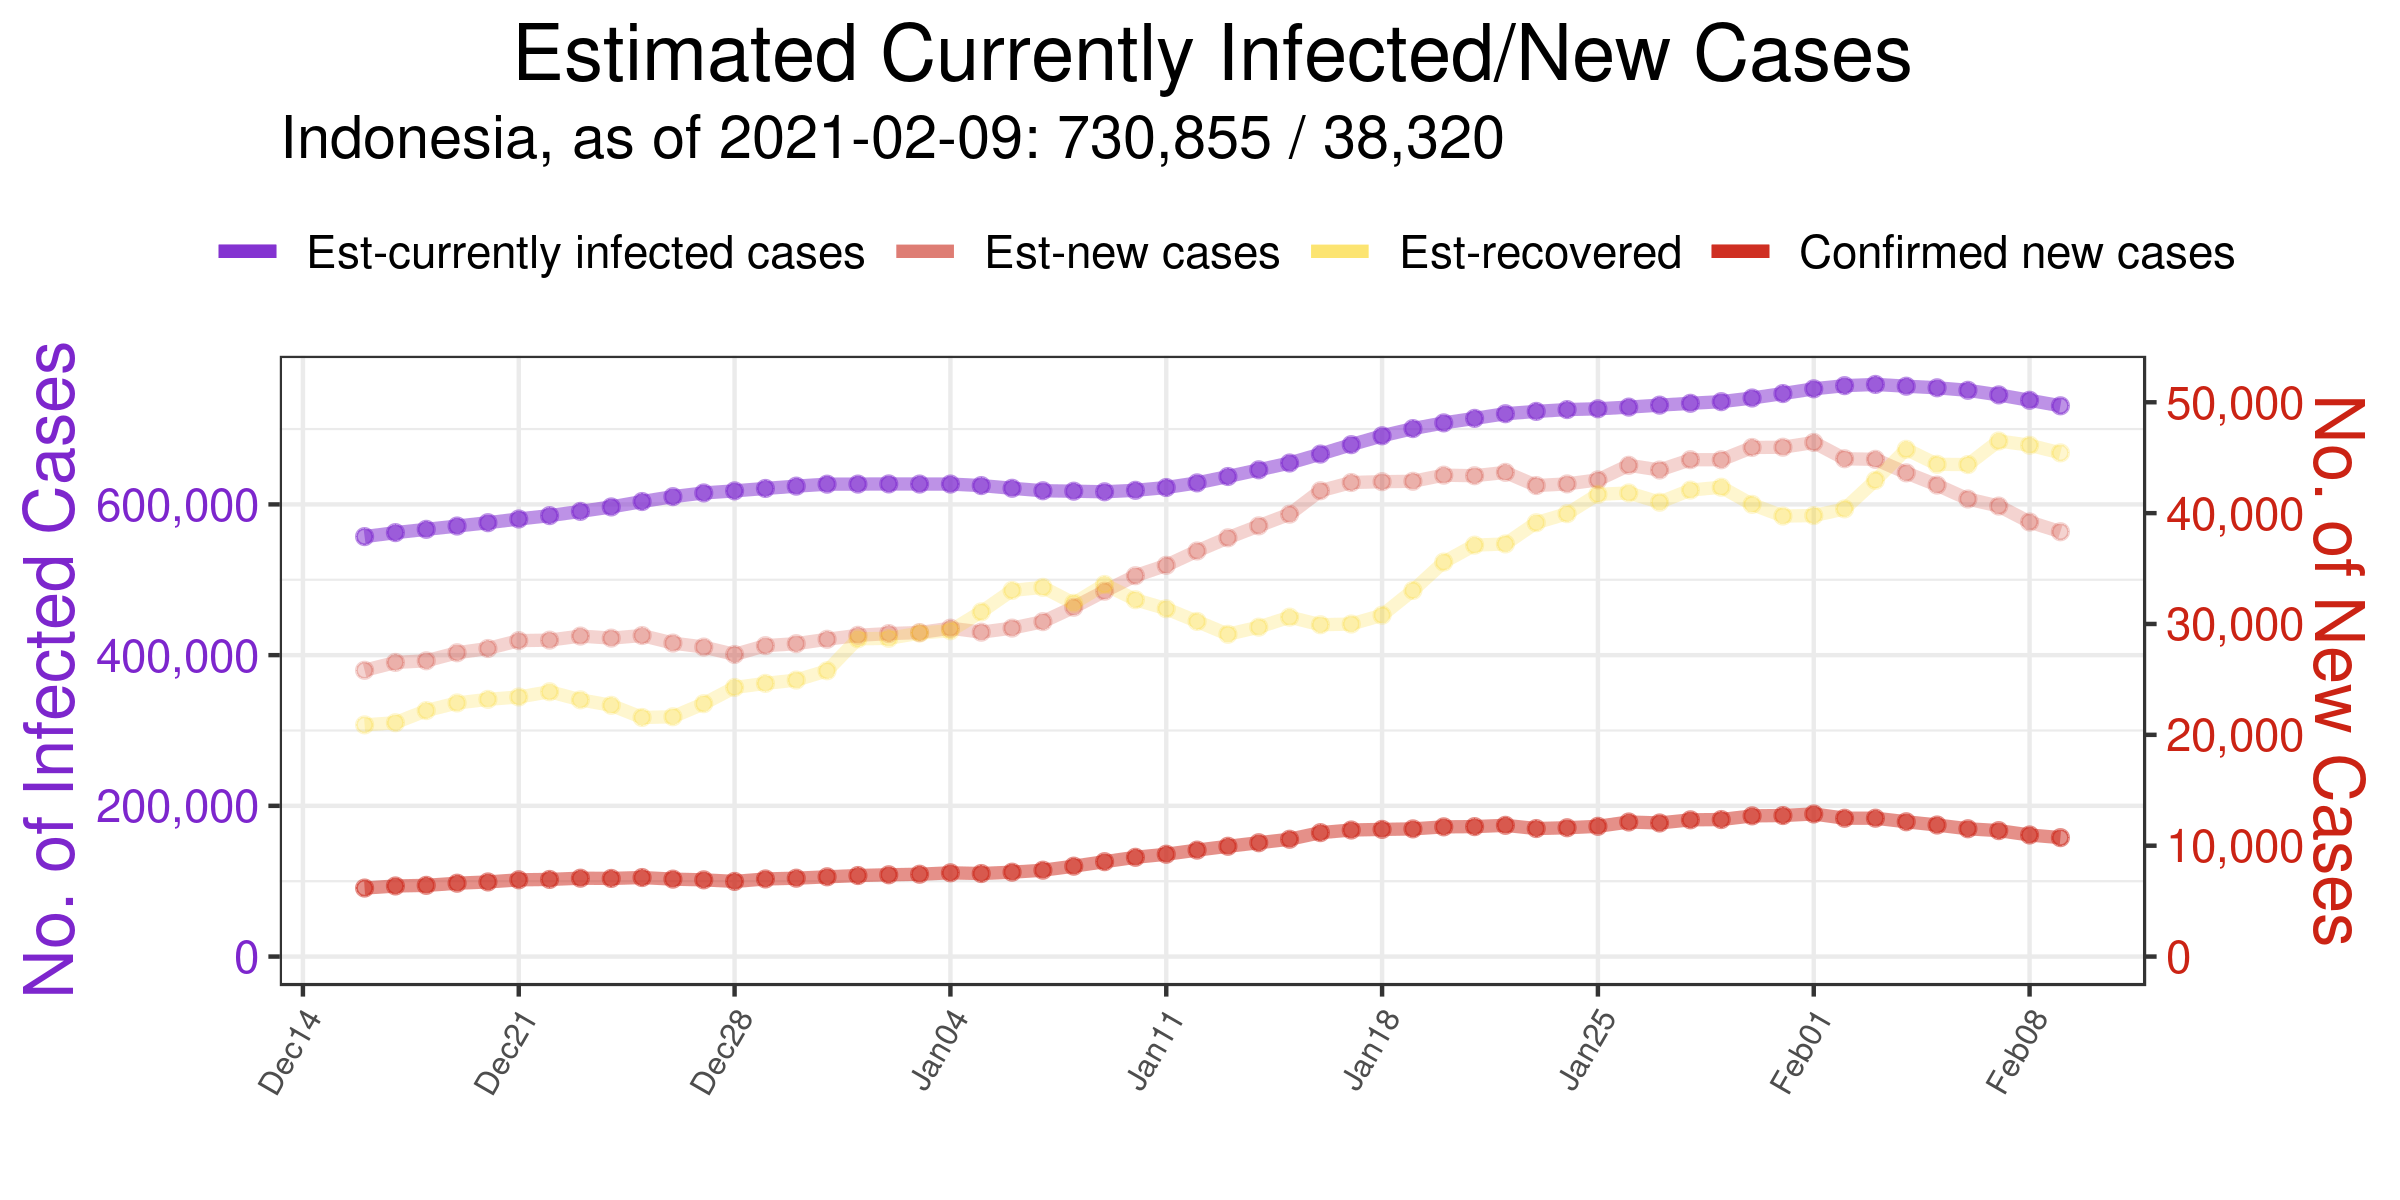 Estimated Currently Infected/New Cases
Indonesia, as of 2021-02-09: 730,855 / 38,320
Est-currently infected cases Est-new cases Est-recovered Confirmed new cases
No. of Infected Cases
600,000
400,000
200,000
0
50,000
40,000
30,000
20,000
10,000
0
No. of New Cases
Dec14 Dec21 Dec28 Jan04 Jan11 Jan18 Jan25 Feb01 Feb08